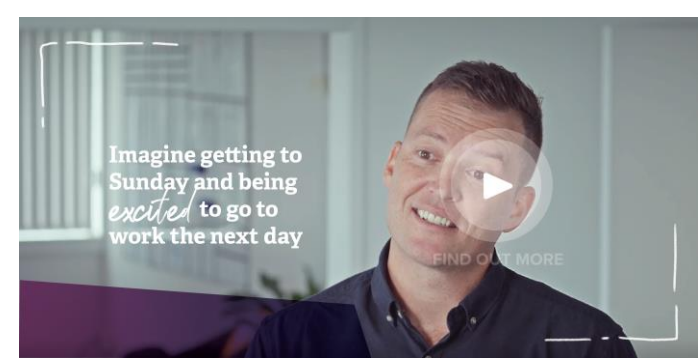 Imagine getting to
Sunday and being
excited to go to
work the next day
FIND OUT MORE